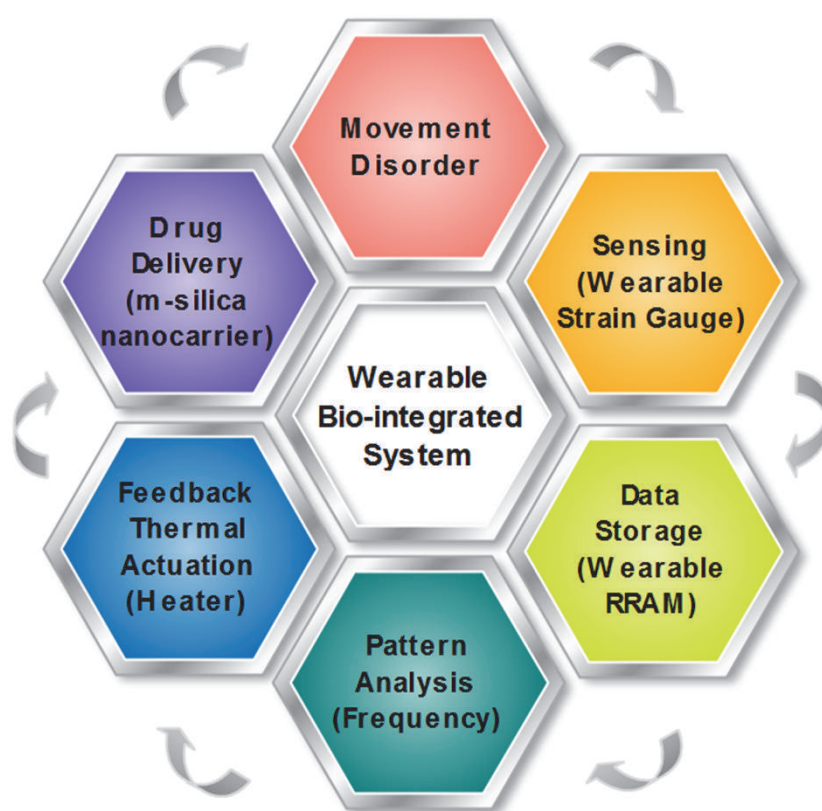 Movement
Disorder
Sensing
(Wearable
Strain Gauge)
Data
Storage
(Wearable
RRAM)
Pattern
Analysis
(Frequency)
Feedback
Thermal
Actuation
(Heater)
Drug
Delivery
(m-silica
nanocarrier)
Wearable
Bio-integrated
System